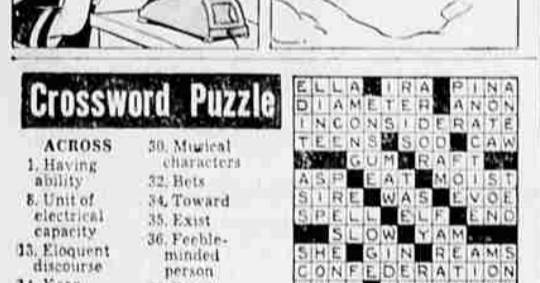 Crossword Puzzle
ACROSS
1. Having
ability
8. Unit of
electrical
capacity
13. Eloquent
discourse
30. Musical
characters
32. Bets
34. Toward
35. Exist
36. Feeble-
minded
person
ELLA IRA PINA
DIAMETER ANON
INCONSIDERATE
TEENS SOD CAW
GUM RAFT
ASP EAT MOIST
SIRE WAS EVOE
SPELL ELF END
SLOW YAM
SHE GIN REAMS
CONFEDERATION